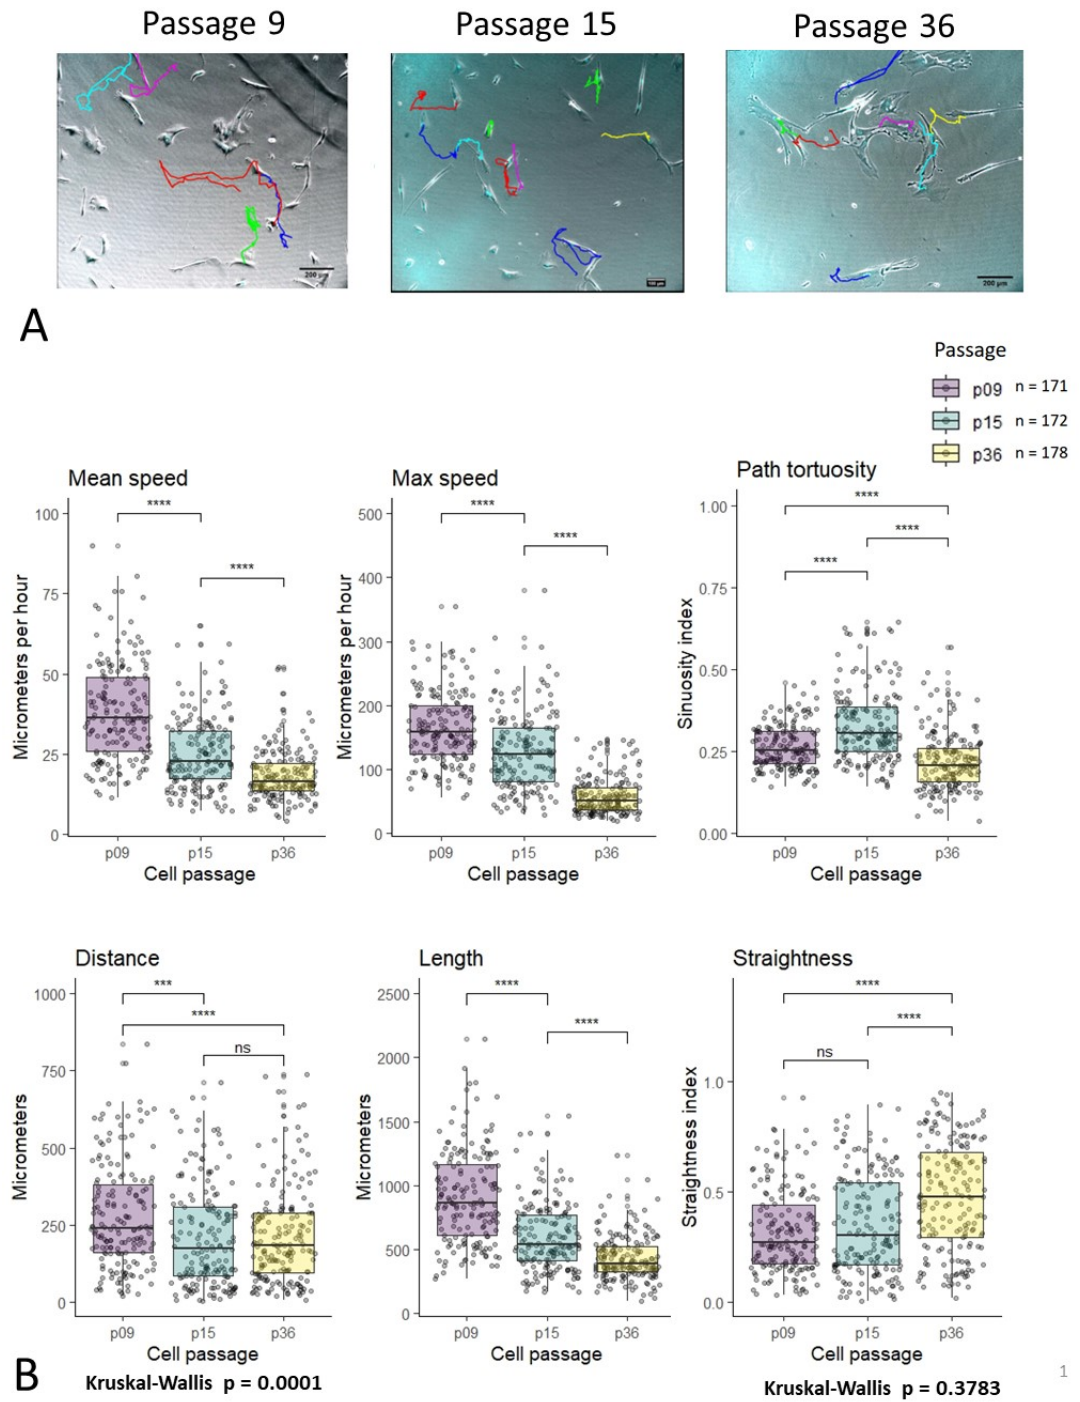 Passage 9
Passage 15
Passage 36
200 µm
100 µm
200 µm
A
Passage
p09 n = 171
p15 n = 172
p36 n = 178
Mean speed
****
****
Micrometers per hour
100
75
50
25
0
p09 p15 p36
Cell passage
Max speed
****
****
Micrometers per hour
500
400
300
200
100
0
p09 p15 p36
Cell passage
Path tortuosity
****
****
****
Sinuosity index
1.00
0.75
0.50
0.25
0.00
p09 p15 p36
Cell passage
Distance
***
****
ns
Micrometers
1000
750
500
250
0
p09 p15 p36
Cell passage
Kruskal-Wallis p = 0.0001
Length
****
****
Micrometers
2500
2000
1500
1000
500
0
p09 p15 p36
Cell passage
Straightness
****
****
ns
Straightness index
1.0
0.5
0.0
p09 p15 p36
Cell passage
Kruskal-Wallis p = 0.3783
B
1